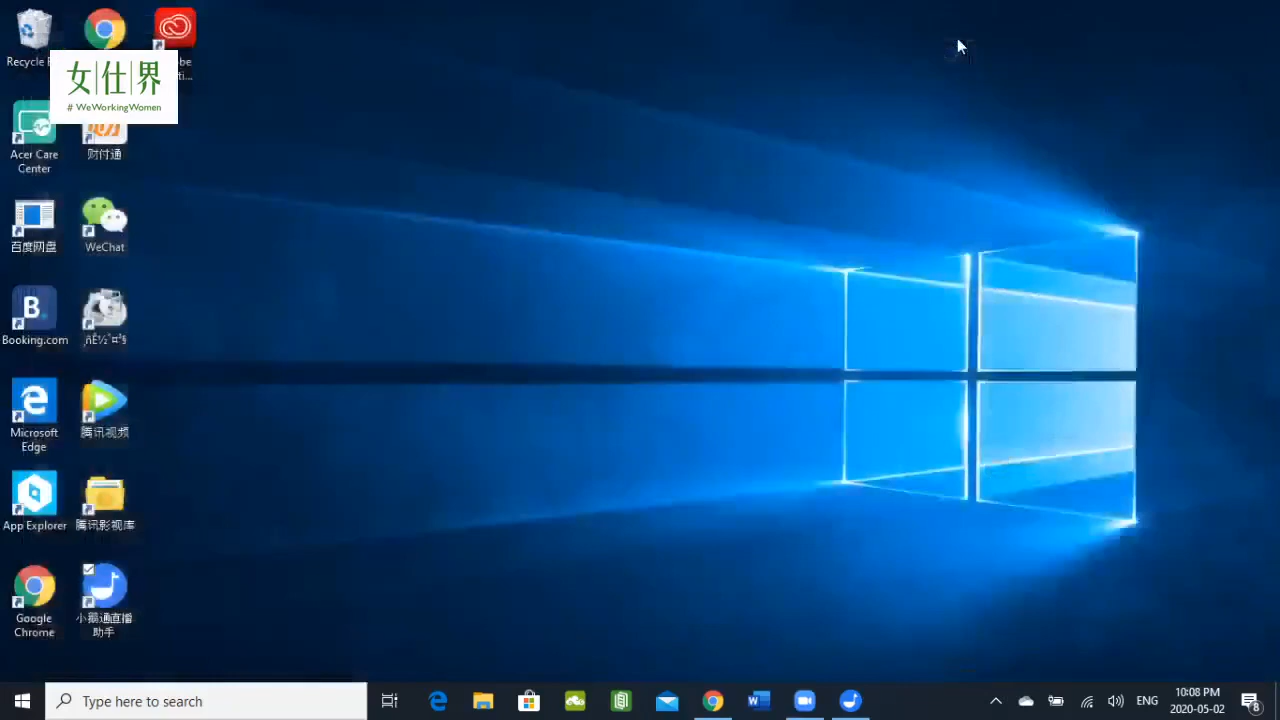 Recycle
女仕界
# WeWorkingWomen
Acer Care
Center
财付通
百度网盘
WeChat
B.
Booking.com
Microsoft
Edge
腾讯视频
App Explorer
腾讯影视库
Google
Chrome
小鹅通直播
助手
Type here to search
ENG
10:08 PM
2020-05-02
8